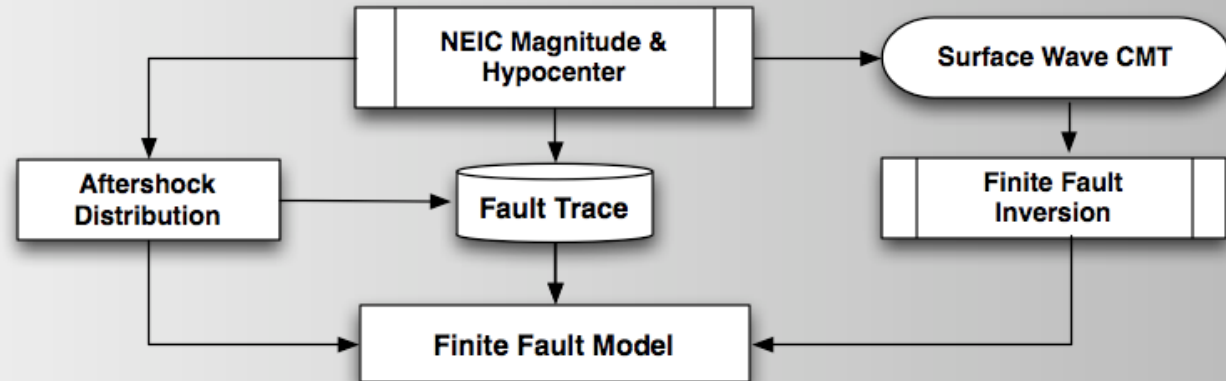 NEIC Magnitude &
Hypocenter
Surface Wave CMT
Aftershock
Distribution
Fault Trace
Finite Fault
Inversion
Finite Fault Model